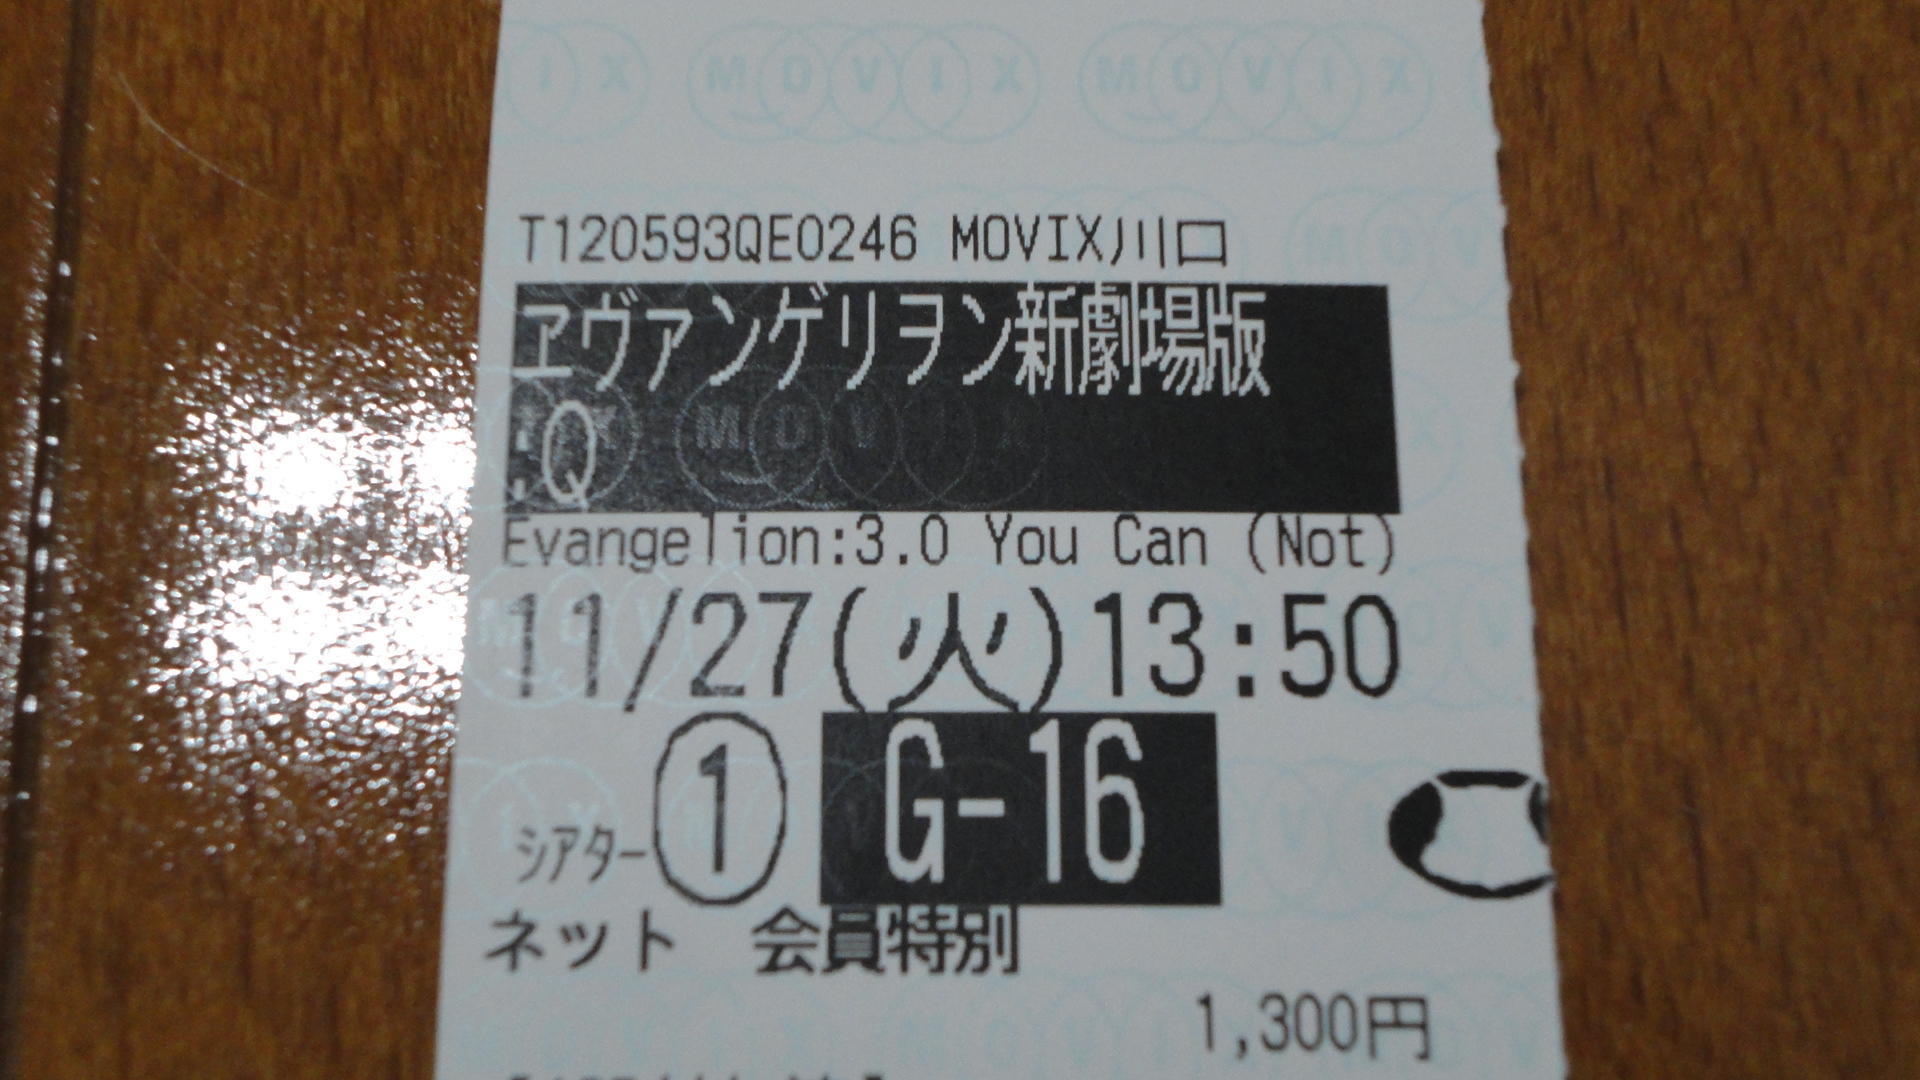 MOVIX MOVIX
T120593QE0246 MOVIX川口
ヱヴァンゲリヲン新劇場版
:Q
Evangelion:3.0 You Can (Not)
11/27(火)13:50
シアター① G-16
ネット 会員特別
1,300円